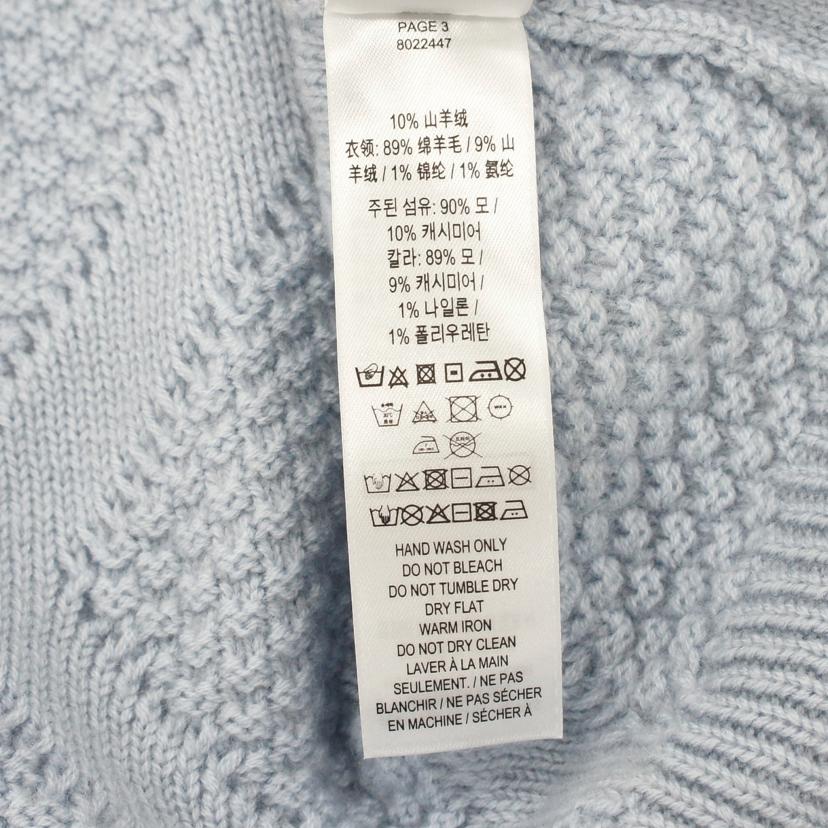 PAGE 3
8022447
10% 山羊绒
衣领: 89% 绵羊毛 / 9% 山
羊绒 / 1% 锦纶 / 1% 氨纶
주된 섬유: 90% 모 /
10% 캐시미어
칼라: 89% 모 /
9% 캐시미어 /
1% 나일론 /
1% 폴리우레탄
HAND WASH ONLY
DO NOT BLEACH
DO NOT TUMBLE DRY
DRY FLAT
WARM IRON
DO NOT DRY CLEAN
LAVER À LA MAIN
SEULEMENT. / NE PAS
BLANCHIR / NE PAS SÉCHER
EN MACHINE / SÉCHER À